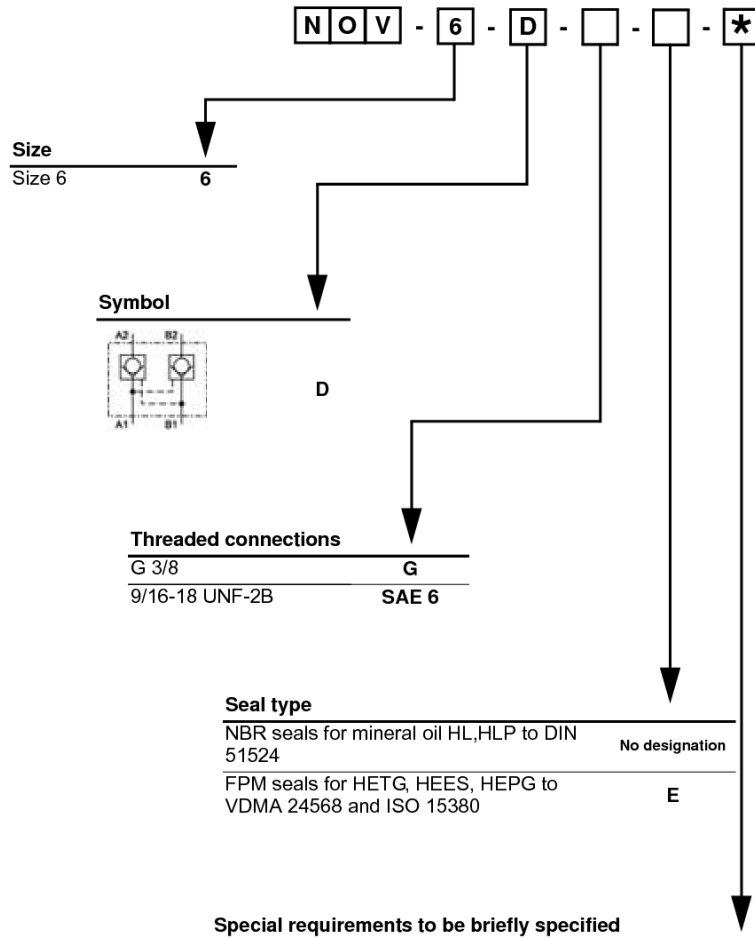 NOV - 6 - D - - - *
Size
Size 6 6
Symbol
A2 B2
D
A1 B1
Threaded connections
G 3/8 G
9/16-18 UNF-2B SAE 6
Seal type
NBR seals for mineral oil HL,HLP to DIN
51524 No designation
FPM seals for HETG, HEES, HEPG to
VDMA 24568 and ISO 15380 E
Special requirements to be briefly specified